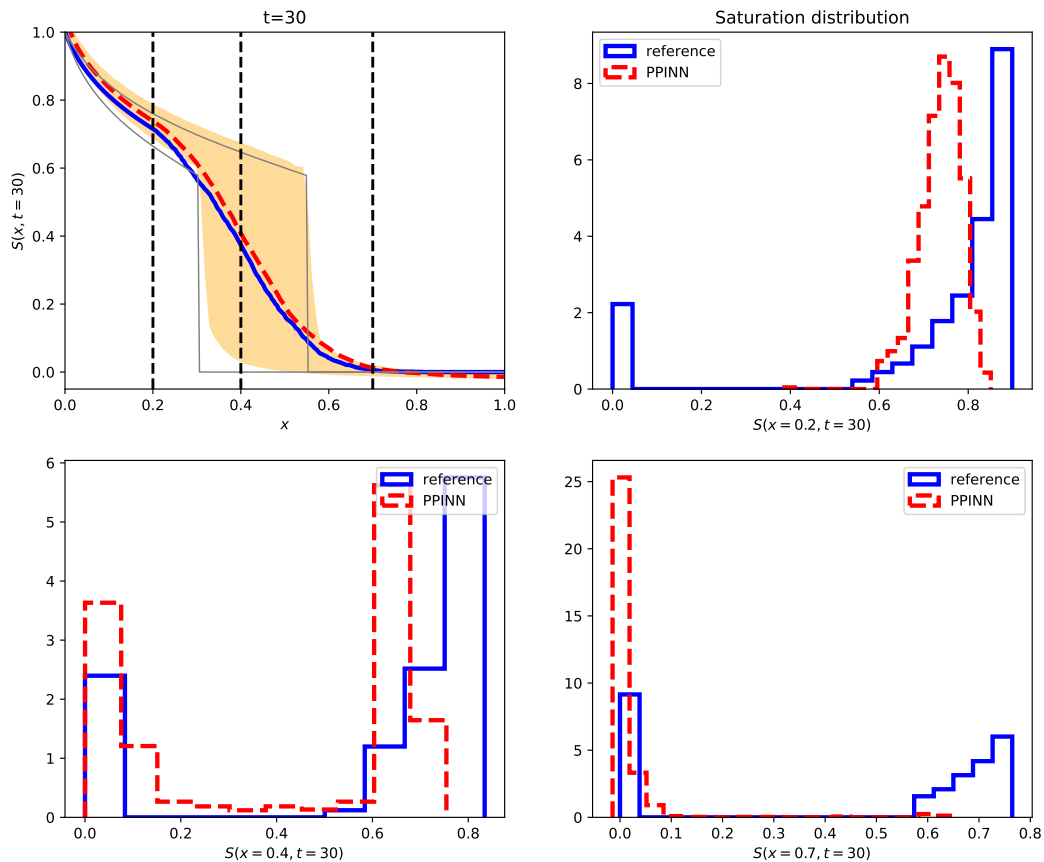 t=30
S(x, t = 30)
1.0
0.8
0.6
0.4
0.2
0.0
0.0 0.2 0.4 0.6 0.8 1.0
x
Saturation distribution
reference
PPINN
8
6
4
2
0
0.0 0.2 0.4 0.6 0.8
S(x = 0.2, t = 30)
reference
PPINN
6
5
4
3
2
1
0
0.0 0.2 0.4 0.6 0.8
S(x = 0.4, t = 30)
reference
PPINN
25
20
15
10
5
0
0.0 0.1 0.2 0.3 0.4 0.5 0.6 0.7 0.8
S(x = 0.7, t = 30)